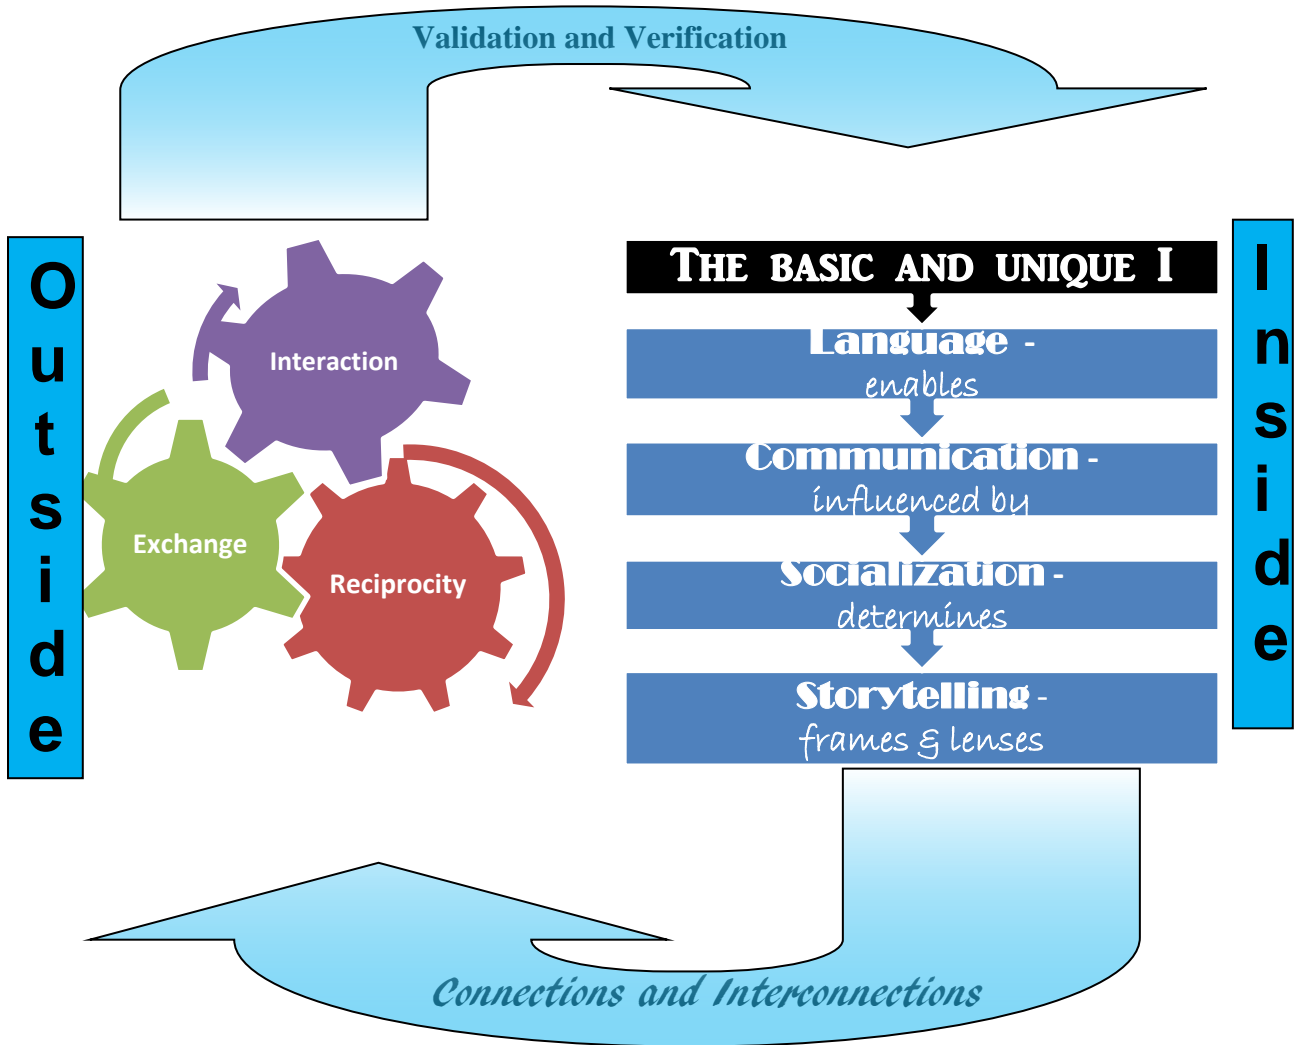 Validation and Verification
Outside
Interaction
Exchange
Reciprocity
THE BASIC AND UNIQUE I
Language -
enables
Communication -
influenced by
Socialization -
determines
Storytelling -
frames & lenses
Inside
Connections and Interconnections